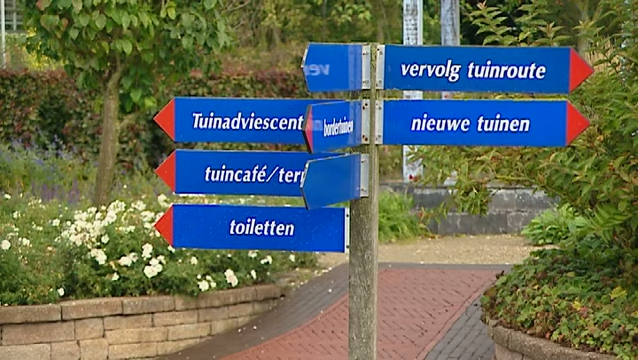 vervolg tuinroute
Tuinadviescent
bordertuinen
nieuwe tuinen
tuincafé/terr
toiletten